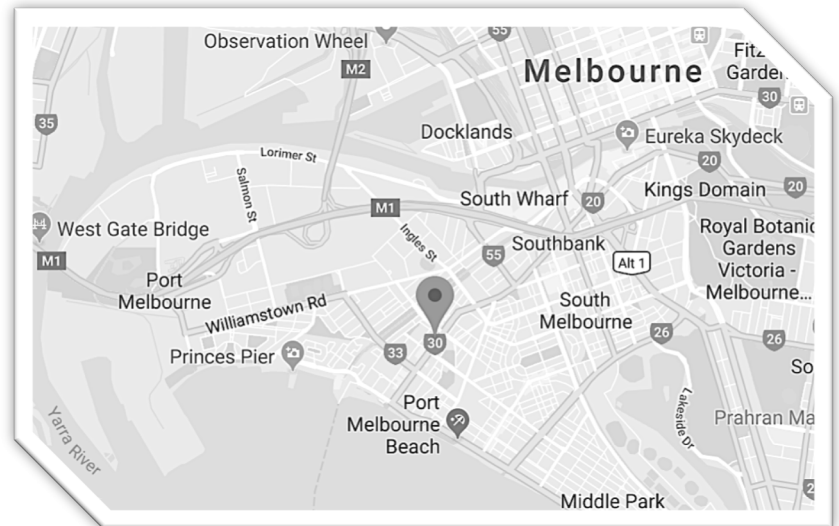 Observation Wheel
55
M2
Melbourne
Fitz
Garden
30
35
Docklands
Eureka Skydeck
20
Lorimer St
Salmon St
M1
South Wharf
20
Kings Domain
20
West Gate Bridge
M1
Ingles St
55
Southbank
Alt 1
Royal Botanic
Gardens
Victoria -
Melbourne...
Port
Melbourne
Williamstown Rd
South
Melbourne
26
26
Princes Pier
33
30
So
Port
Melbourne
Beach
Lakeside Dr
Prahran Ma
Yarra River
2
Middle Park